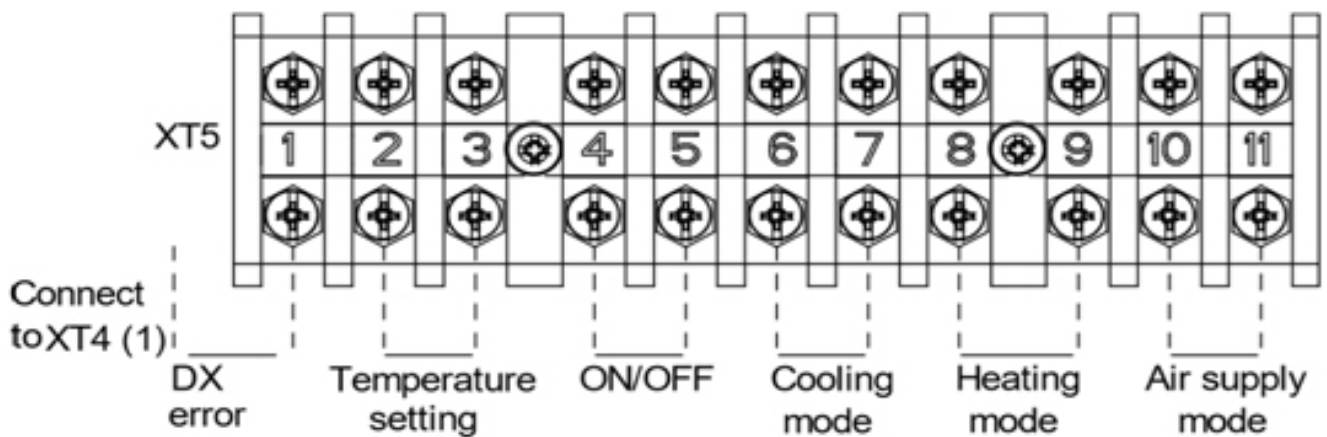 XT5 1 2 3 4 5 6 7 8 9 10 11
Connect
to XT4 (1)
DX
error
Temperature
setting
ON/OFF
Cooling
mode
Heating
mode
Air supply
mode